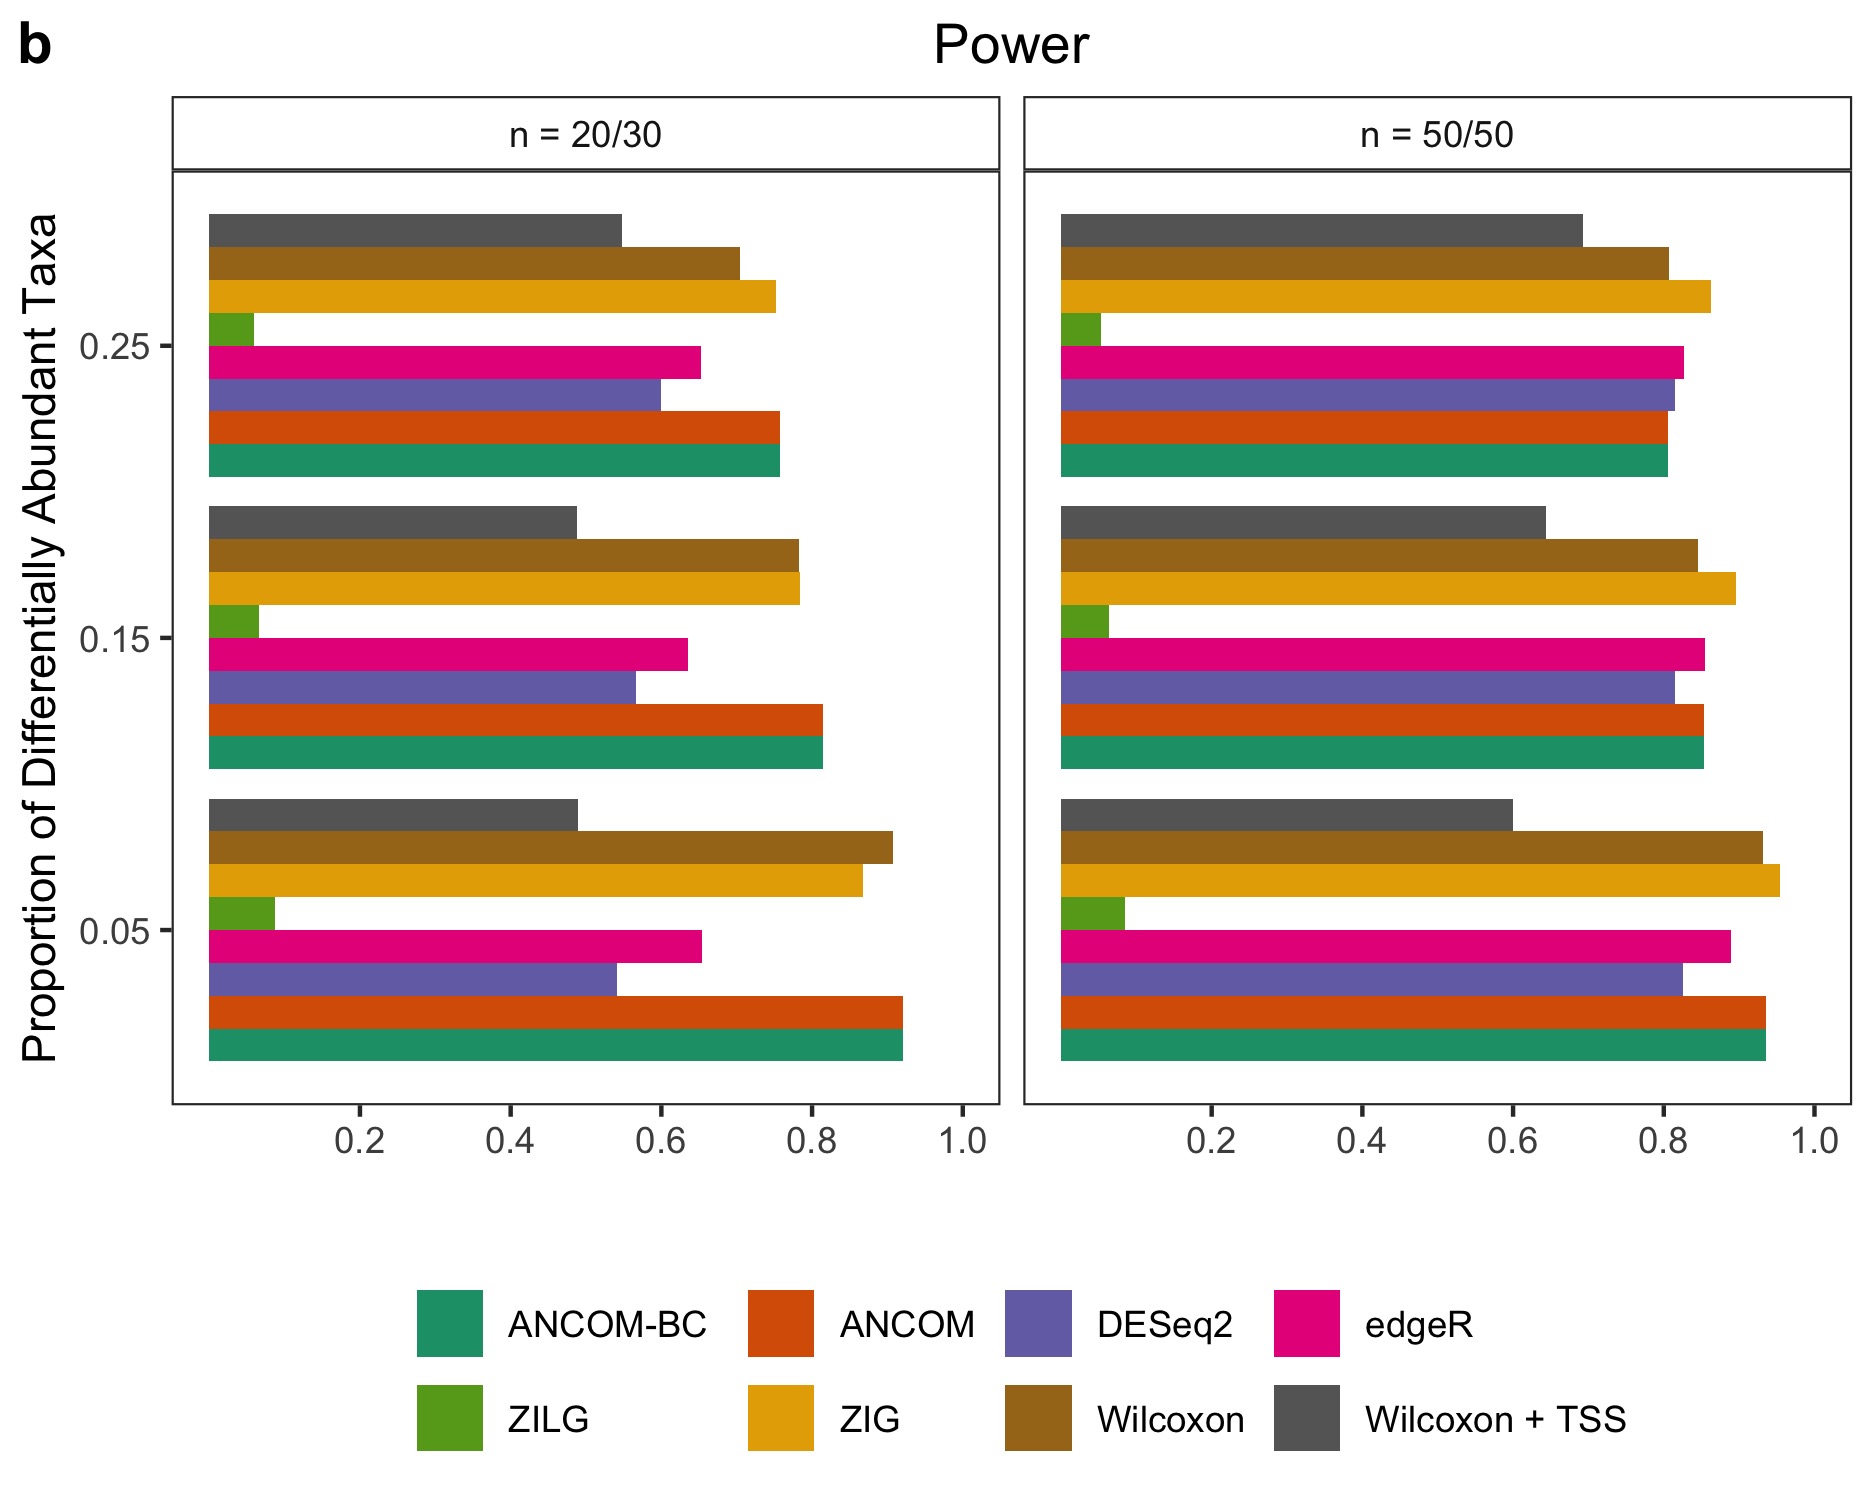 b
Power
n = 20/30
n = 50/50
Proportion of Differentially Abundant Taxa
0.25
0.15
0.05
0.2 0.4 0.6 0.8 1.0
0.2 0.4 0.6 0.8 1.0
ANCOM-BC ANCOM DESeq2 edgeR
ZILG ZIG Wilcoxon Wilcoxon + TSS